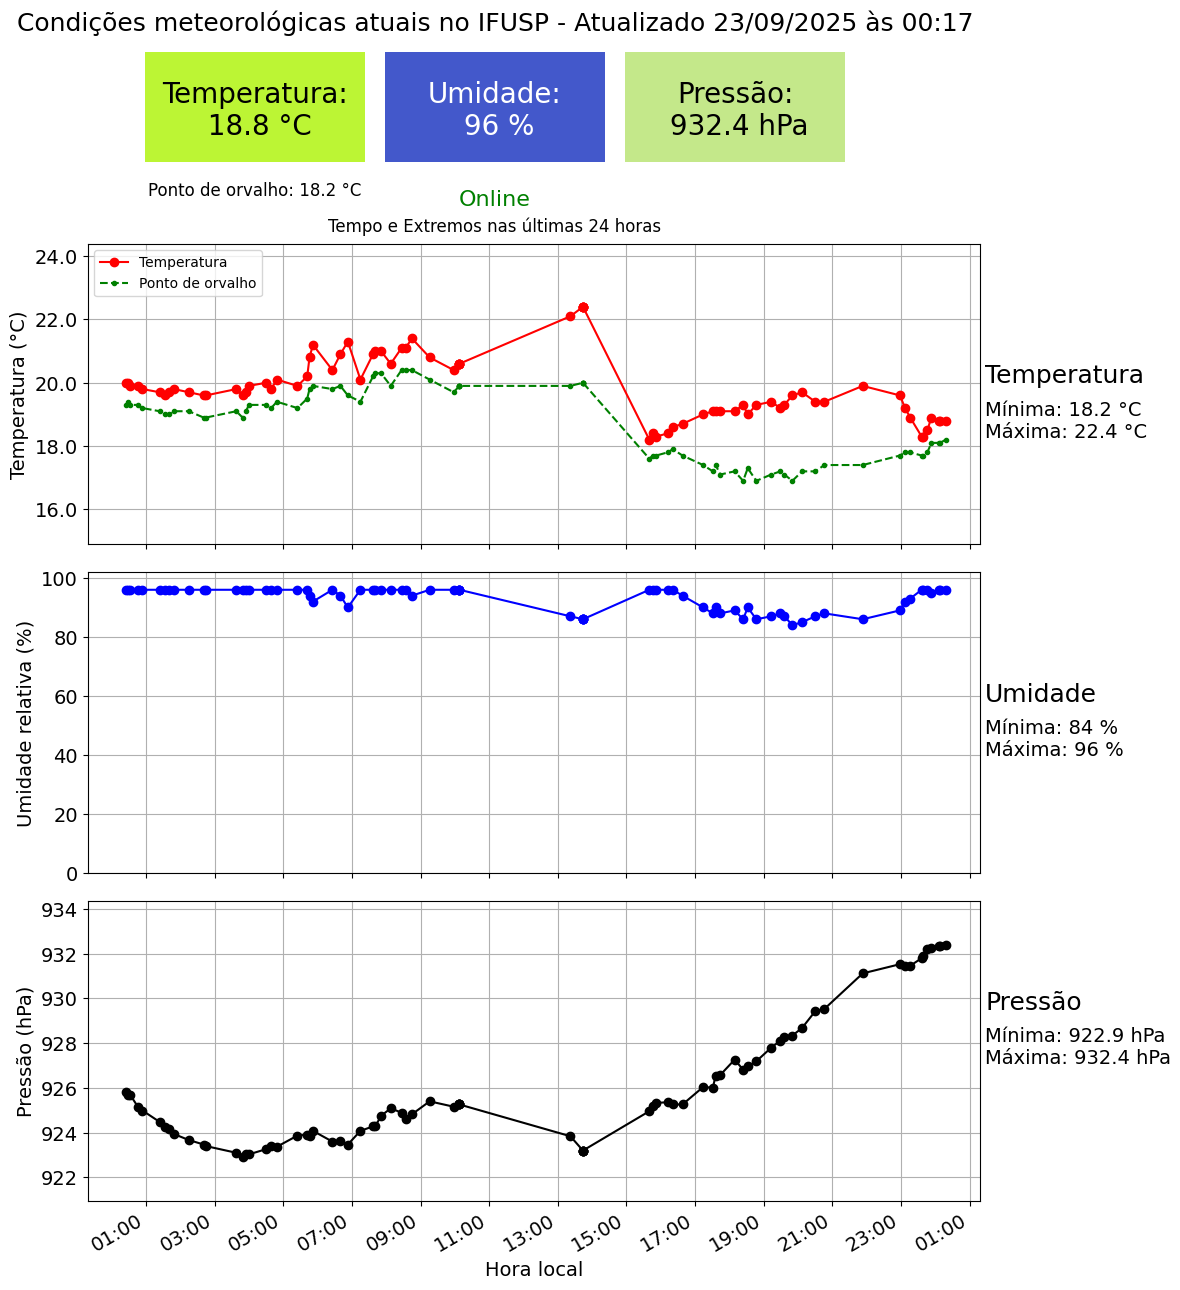 Condições meteorológicas atuais no IFUSP - Atualizado 23/09/2025 às 00:17
Temperatura:
18.8 °C
Umidade:
96 %
Pressão:
932.4 hPa
Ponto de orvalho: 18.2 °C
Online
Tempo e Extremos nas últimas 24 horas
Temperatura
Ponto de orvalho
Temperatura (°C)
24.0
22.0
20.0
18.0
16.0
Temperatura
Mínima: 18.2 °C
Máxima: 22.4 °C
Umidade relativa (%)
100
80
60
40
20
0
Umidade
Mínima: 84 %
Máxima: 96 %
Pressão (hPa)
934
932
930
928
926
924
922
Pressão
Mínima: 922.9 hPa
Máxima: 932.4 hPa
01:00
03:00
05:00
07:00
09:00
11:00
13:00
15:00
17:00
19:00
21:00
23:00
01:00
Hora local